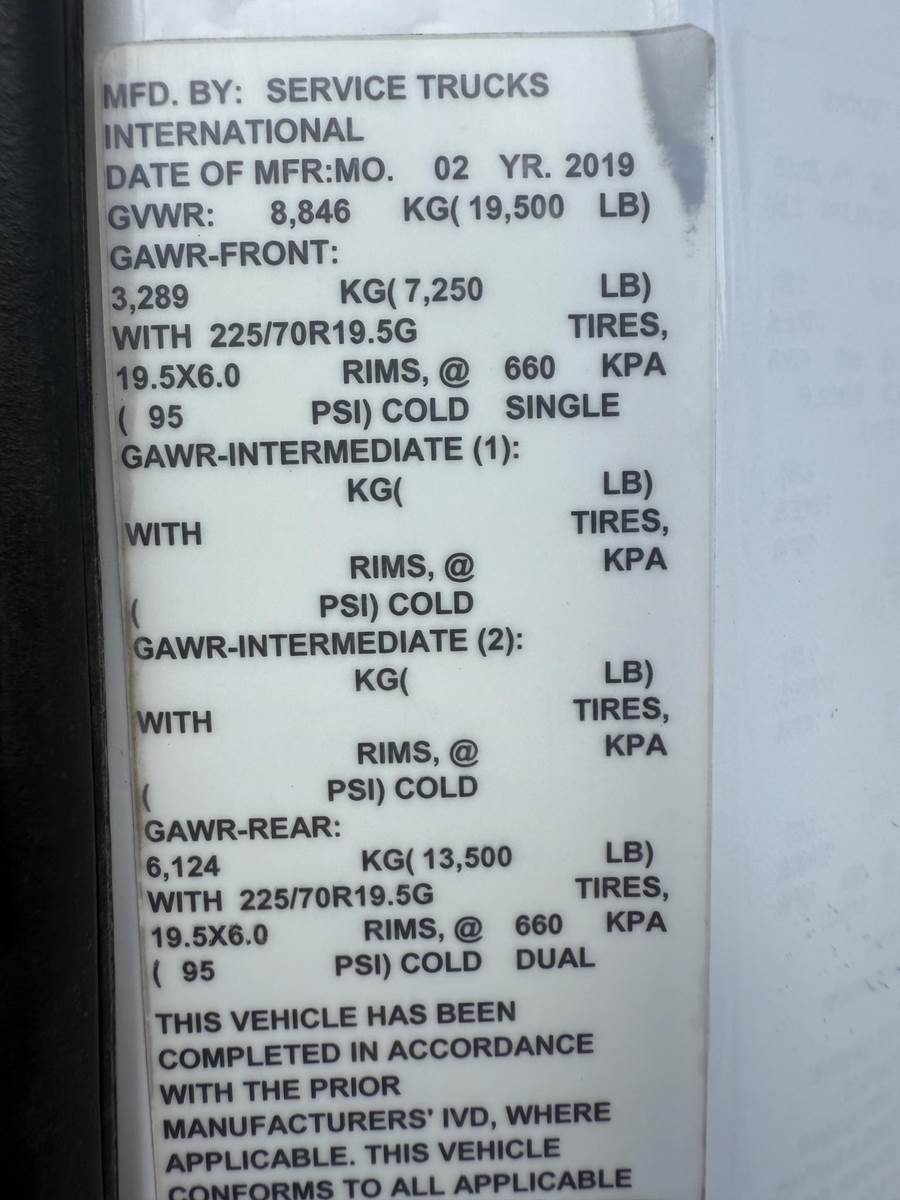 MFD. BY: SERVICE TRUCKS
INTERNATIONAL
DATE OF MFR:MO. 02 YR. 2019
GVWR: 8,846 KG( 19,500 LB)
GAWR-FRONT:
3,289 KG( 7,250 LB)
WITH 225/70R19.5G TIRES,
19.5X6.0 RIMS, @ 660 KPA
( 95 PSI) COLD SINGLE
GAWR-INTERMEDIATE (1):
KG( LB)
WITH TIRES,
RIMS, @ KPA
( PSI) COLD
GAWR-INTERMEDIATE (2):
KG( LB)
WITH TIRES,
RIMS, @ KPA
( PSI) COLD
GAWR-REAR:
6,124 KG( 13,500 LB)
WITH 225/70R19.5G TIRES,
19.5X6.0 RIMS, @ 660 KPA
( 95 PSI) COLD DUAL
THIS VEHICLE HAS BEEN
COMPLETED IN ACCORDANCE
WITH THE PRIOR
MANUFACTURERS' IVD, WHERE
APPLICABLE. THIS VEHICLE
CONFORMS TO ALL APPLICABLE